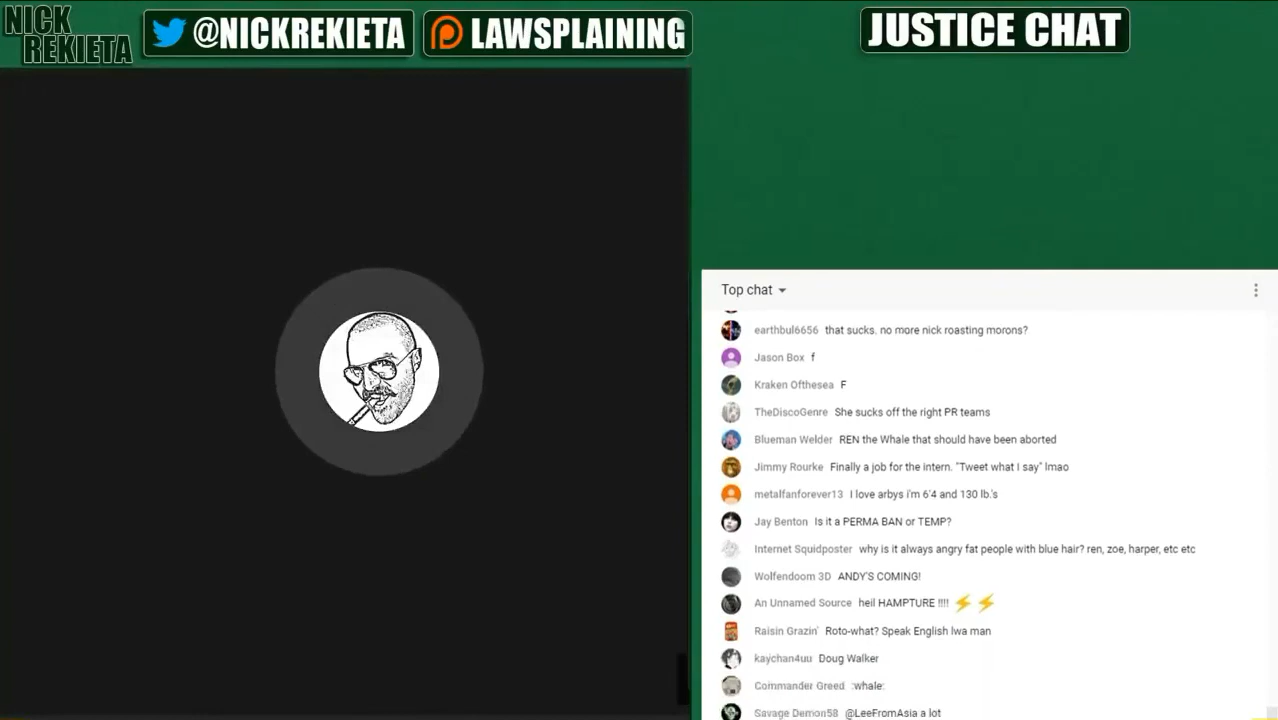 NICK
REKIETA
@NICKREKIETA
LAWSPLAINING
JUSTICE CHAT
Top chat
earthbul6656 that sucks. no more nick roasting morons?
Jason Box f
Kraken Ofthesea F
TheDiscoGenre She sucks off the right PR teams
Blueman Welder REN the Whale that should have been aborted
Jimmy Rourke Finally a job for the intern. "Tweet what I say" lmao
metalfanforever13 I love arbys i'm 6'4 and 130 lb.'s
Jay Benton Is it a PERMA BAN or TEMP?
Internet Squidposter why is it always angry fat people with blue hair? ren, zoe, harper, etc etc
Wolfendoom 3D ANDY'S COMING!
An Unnamed Source heil HAMPTURE !!!! ⚡⚡
Raisin Grazin' Roto-what? Speak English lwa man
kaychan4uu Doug Walker
Commander Greed :whale:
Savage Demon58 @LeeFromAsia a lot